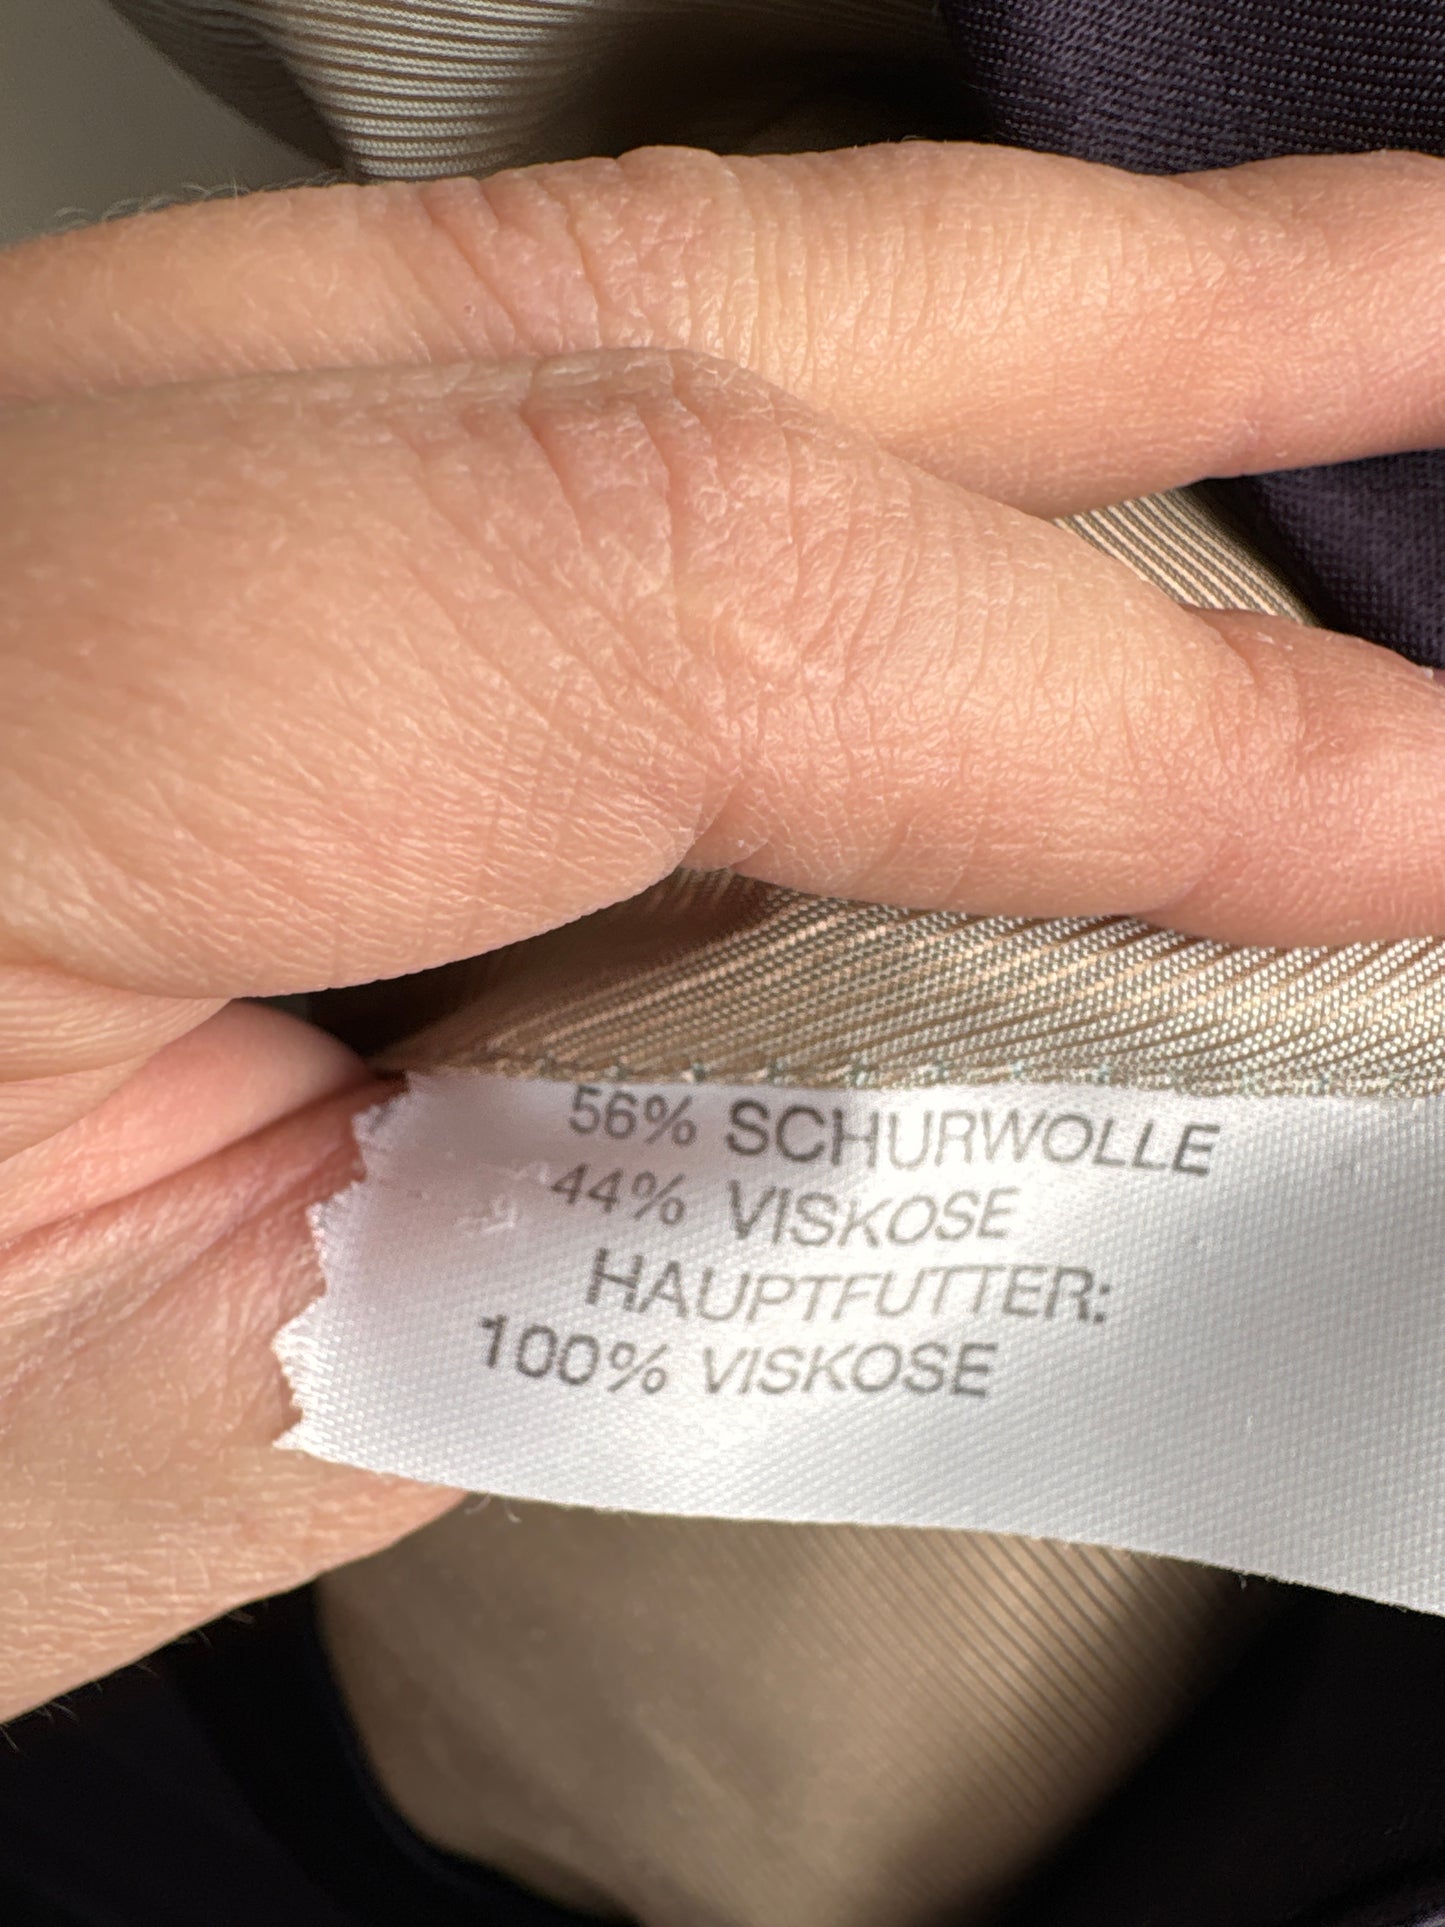 56% SCHURWOLLE
44% VISKOSE
HAUPTFUTTER:
100% VISKOSE